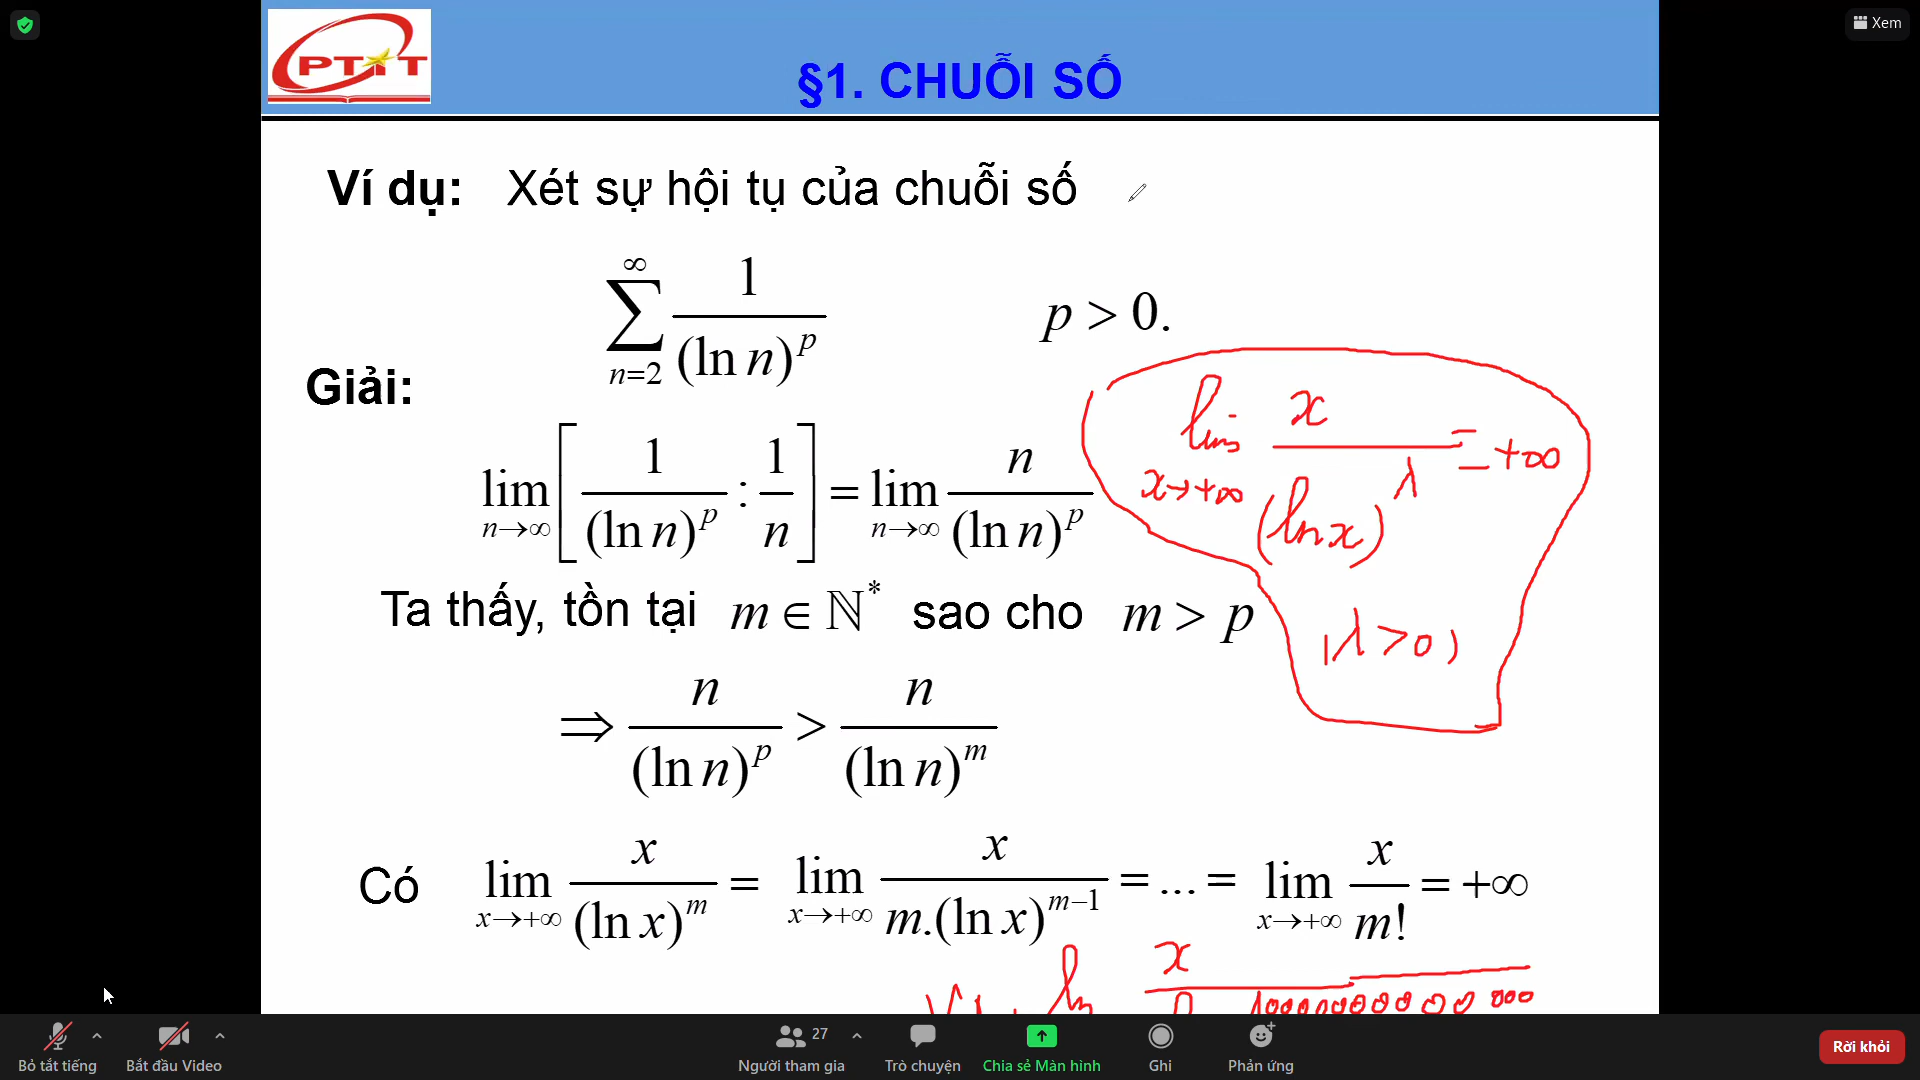 Xem
PTIT
§1. CHUỖI SỐ
Ví dụ: Xét sự hội tụ của chuỗi số
∑_{n=2}^{∞} 1/(ln n)^p    p > 0.
Giải:
lim_{n→∞} [1/(ln n)^p : 1/n] = lim_{n→∞} n/(ln n)^p
lim_{x→+∞} x/(ln x)^λ = +∞
, λ > 0,
Ta thấy, tồn tại m ∈ ℕ* sao cho m > p
⇒ n/(ln n)^p > n/(ln n)^m
Có lim_{x→+∞} x/(ln x)^m = lim_{x→+∞} x/(m.(ln x)^{m−1}) = ... = lim_{x→+∞} x/m! = +∞
x
Bỏ tắt tiếng
Bắt đầu Video
27
Người tham gia
Trò chuyện
Chia sẻ Màn hình
Ghi
Phản ứng
Rời khỏi